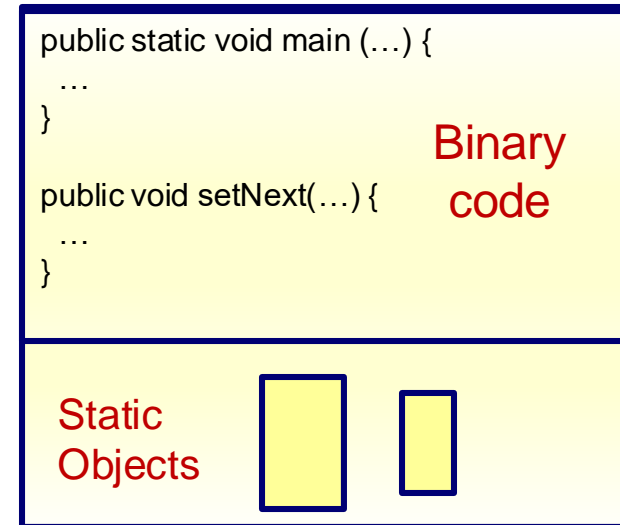 public static void main (…) {
…
}
Binary
code
public void setNext(…) {
…
}
Static
Objects